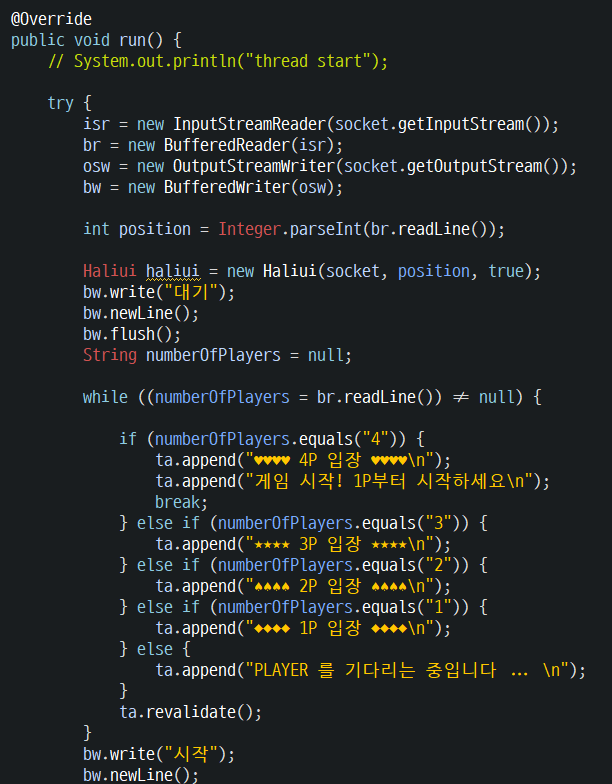 @Override
public void run() {
    // System.out.println("thread start");

    try {
        isr = new InputStreamReader(socket.getInputStream());
        br = new BufferedReader(isr);
        osw = new OutputStreamWriter(socket.getOutputStream());
        bw = new BufferedWriter(osw);

        int position = Integer.parseInt(br.readLine());

        Haliui haliui = new Haliui(socket, position, true);
        bw.write("대기");
        bw.newLine();
        bw.flush();
        String numberOfPlayers = null;

        while ((numberOfPlayers = br.readLine()) ≠ null) {

            if (numberOfPlayers.equals("4")) {
                ta.append("♥♥♥♥ 4P 입장 ♥♥♥♥\n");
                ta.append("게임 시작! 1P부터 시작하세요\n");
                break;
            } else if (numberOfPlayers.equals("3")) {
                ta.append("★★★★ 3P 입장 ★★★★\n");
            } else if (numberOfPlayers.equals("2")) {
                ta.append("♠♠♠♠ 2P 입장 ♠♠♠♠\n");
            } else if (numberOfPlayers.equals("1")) {
                ta.append("◆◆◆◆ 1P 입장 ◆◆◆◆\n");
            } else {
                ta.append("PLAYER 를 기다리는 중입니다 ... \n");
            }
            ta.revalidate();
        }
        bw.write("시작");
        bw.newLine();